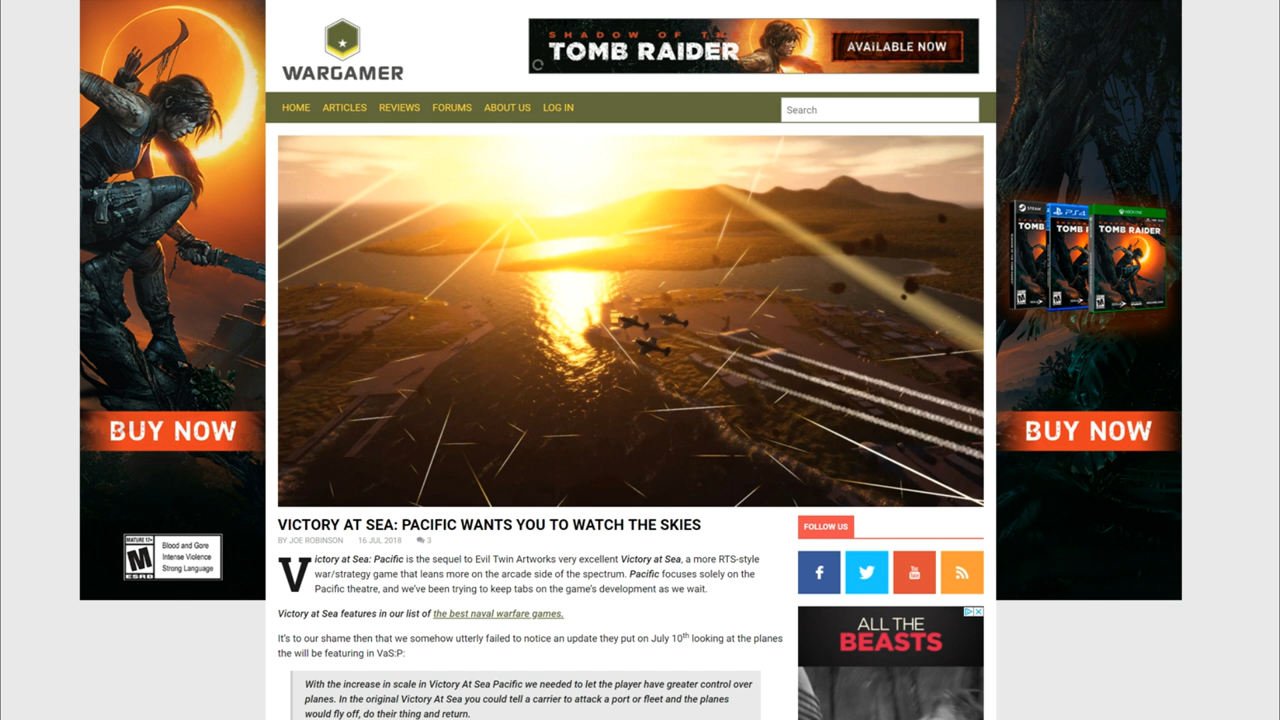 WARGAMER
SHADOW OF THE
TOMB RAIDER
AVAILABLE NOW
HOME ARTICLES REVIEWS FORUMS ABOUT US LOG IN
Search
STEAM
PS4
XBOX ONE
TOMB
TOMB R
TOMB RAIDER
BUY NOW
BUY NOW
MATURE 17+
M
ESRB
Blood and Gore
Intense Violence
Strong Language
VICTORY AT SEA: PACIFIC WANTS YOU TO WATCH THE SKIES
BY JOE ROBINSON 16 JUL 2018 3
Victory at Sea: Pacific is the sequel to Evil Twin Artworks very excellent Victory at Sea, a more RTS-style
war/strategy game that leans more on the arcade side of the spectrum. Pacific focuses solely on the
Pacific theatre, and we've been trying to keep tabs on the game's development as we wait.
Victory at Sea features in our list of the best naval warfare games.
It's to our shame then that we somehow utterly failed to notice an update they put on July 10th looking at the planes
the will be featuring in VaS:P:
With the increase in scale in Victory At Sea Pacific we needed to let the player have greater control over
planes. In the original Victory At Sea you could tell a carrier to attack a port or fleet and the planes
would fly off, do their thing and return.
FOLLOW US
ALL THE
BEASTS